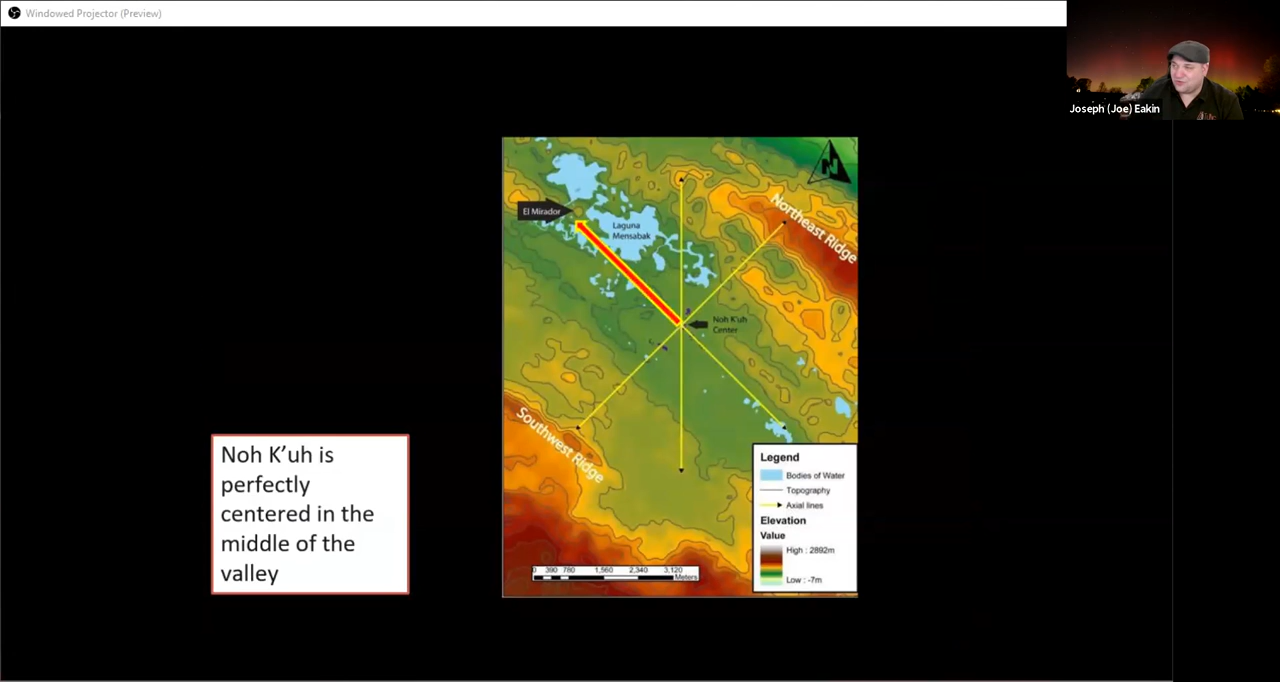 Windowed Projector (Preview)
Joseph (Joe) Eakin
N
Northeast Ridge
El Mirador
Laguna
Mensabak
Noh K'uh
Center
Southwest Ridge
Noh K’uh is
perfectly
centered in the
middle of the
valley
Legend
Bodies of Water
Topography
Axial lines
Elevation
Value
High : 2892m
Low : -7m
0 390 780 1,560 2,340 3,120
Meters